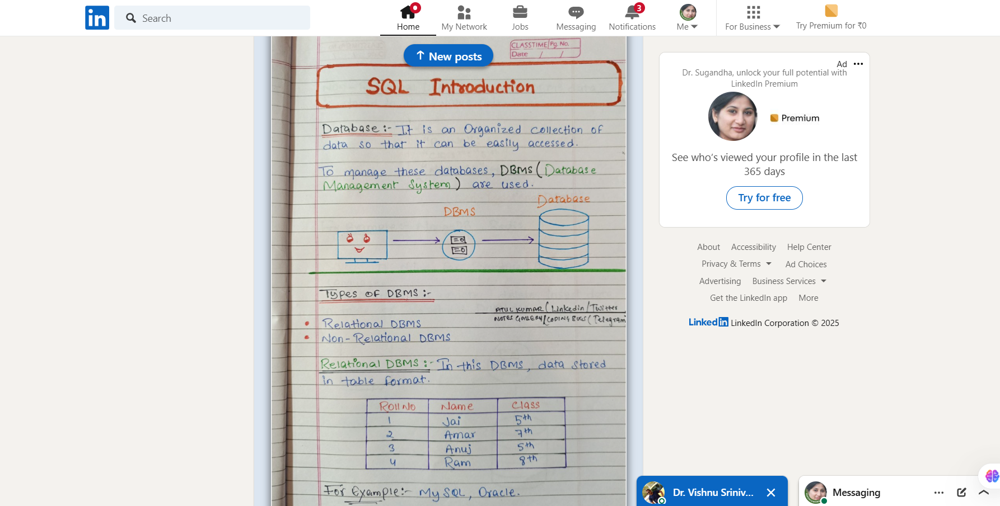 in
Search
Home
My Network
Jobs
Messaging
3
Notifications
Me
For Business
Try Premium for ₹0
CLASSTIME Pg. No.
Date / /
↑ New posts
SQL Introduction
Database :- It is an Organized collection of
data so that it can be easily accessed.
To manage these databases, DBMS (Database
Management System) are used.
Database
DBMS
Types of DBMS :-
ATUL KUMAR (Linkedin/Twitter
NOTES GALLERY/CODING BUGS (Telegram
• Relational DBMS
• Non-Relational DBMS
Relational DBMS :- In this DBMS, data stored
in table format.
Roll No Name Class
1 Jai 5th
2 Amar 7th
3 Anuj 5th
4 Ram 8th
For Example :- MySQL, Oracle.
Ad
Dr. Sugandha, unlock your full potential with
LinkedIn Premium
Premium
See who's viewed your profile in the last
365 days
Try for free
About Accessibility Help Center
Privacy & Terms Ad Choices
Advertising Business Services
Get the LinkedIn app More
LinkedIn LinkedIn Corporation © 2025
Dr. Vishnu Sriniv...
Messaging